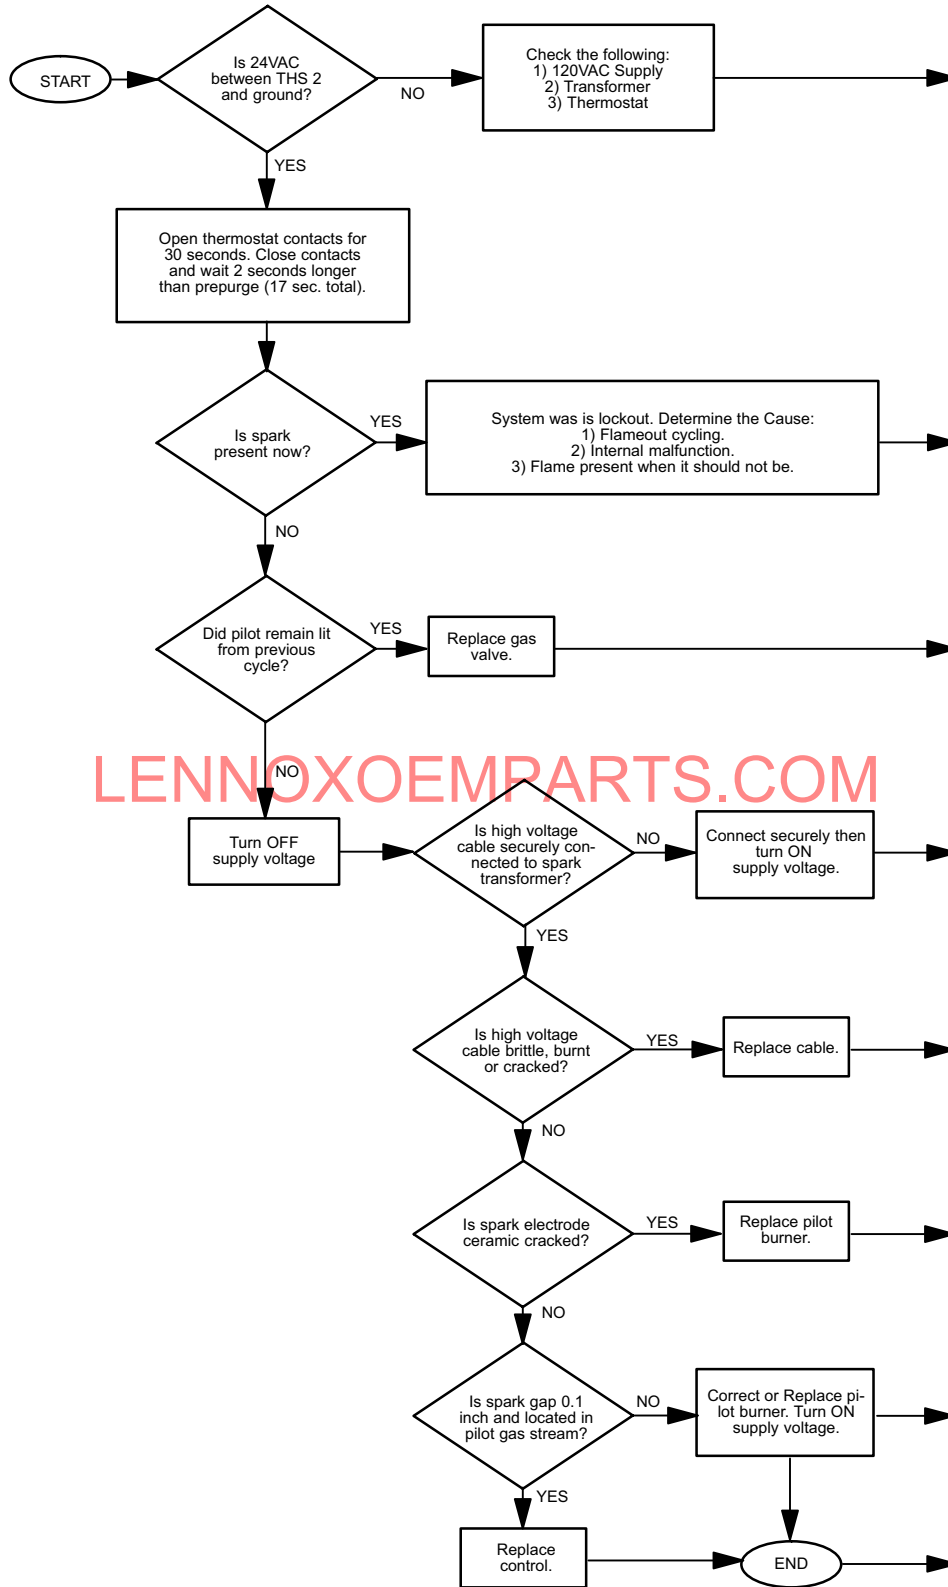 START
Is 24VAC
between THS 2
and ground?
NO
Check the following:
1) 120VAC Supply
2) Transformer
3) Thermostat
YES
Open thermostat contacts for
30 seconds. Close contacts
and wait 2 seconds longer
than prepurge (17 sec. total).
Is spark
present now?
YES
System was is lockout. Determine the Cause:
1) Flameout cycling.
2) Internal malfunction.
3) Flame present when it should not be.
NO
Did pilot remain lit
from previous
cycle?
YES
Replace gas
valve.
NO
LENNOXOEMPARTS.COM
Turn OFF
supply voltage
Is high voltage
cable securely con-
nected to spark
transformer?
NO
Connect securely then
turn ON
supply voltage.
YES
Is high voltage
cable brittle, burnt
or cracked?
YES
Replace cable.
NO
Is spark electrode
ceramic cracked?
YES
Replace pilot
burner.
NO
Is spark gap 0.1
inch and located in
pilot gas stream?
NO
Correct or Replace pi-
lot burner. Turn ON
supply voltage.
YES
Replace
control.
END